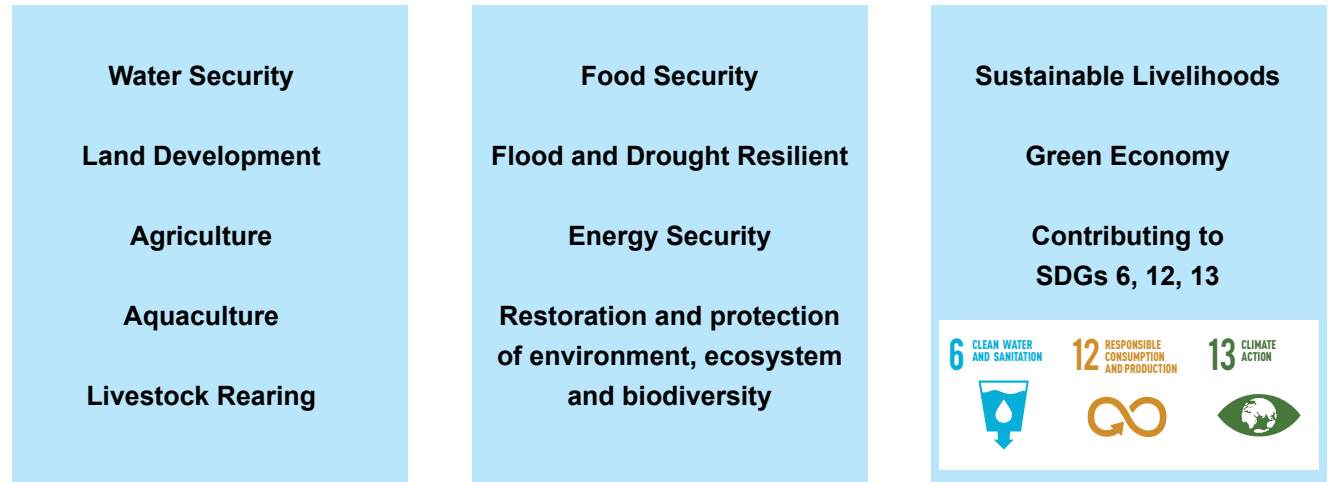 Water Security
Land Development
Agriculture
Aquaculture
Livestock Rearing
Food Security
Flood and Drought Resilient
Energy Security
Restoration and protection
of environment, ecosystem
and biodiversity
Sustainable Livelihoods
Green Economy
Contributing to
SDGs 6, 12, 13
6 CLEAN WATER
AND SANITATION
12 RESPONSIBLE
CONSUMPTION
AND PRODUCTION
13 CLIMATE
ACTION